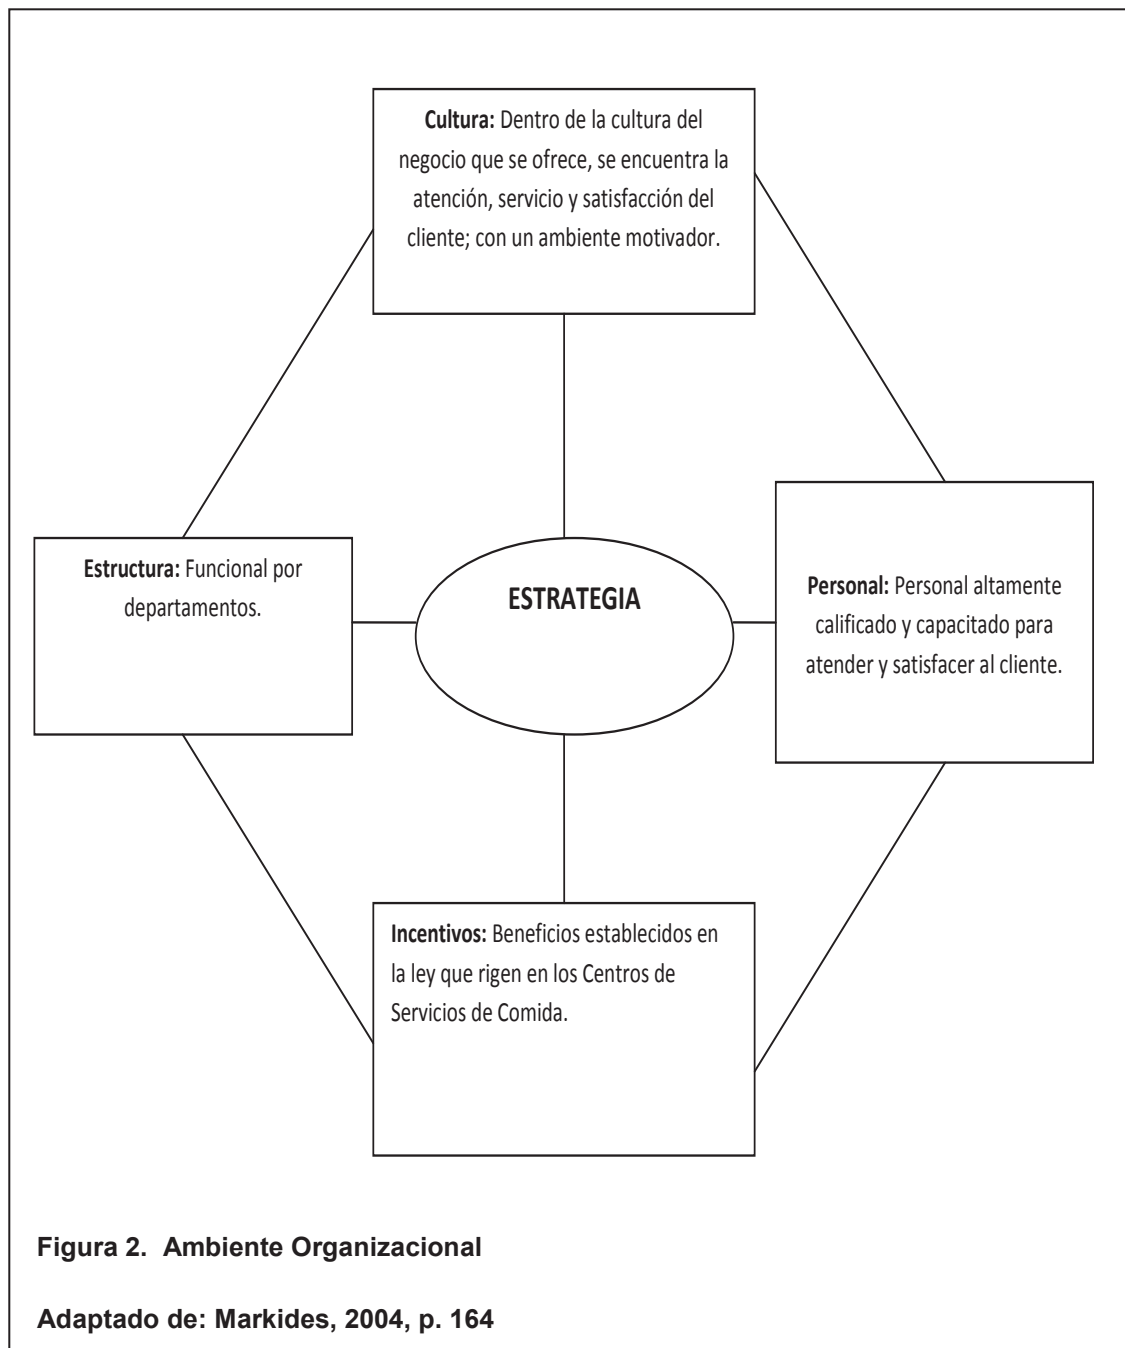 Cultura: Dentro de la cultura del
negocio que se ofrece, se encuentra la
atención, servicio y satisfacción del
cliente; con un ambiente motivador.
Estructura: Funcional por
departamentos.
ESTRATEGIA
Personal: Personal altamente
calificado y capacitado para
atender y satisfacer al cliente.
Incentivos: Beneficios establecidos en
la ley que rigen en los Centros de
Servicios de Comida.
Figura 2. Ambiente Organizacional
Adaptado de: Markides, 2004, p. 164